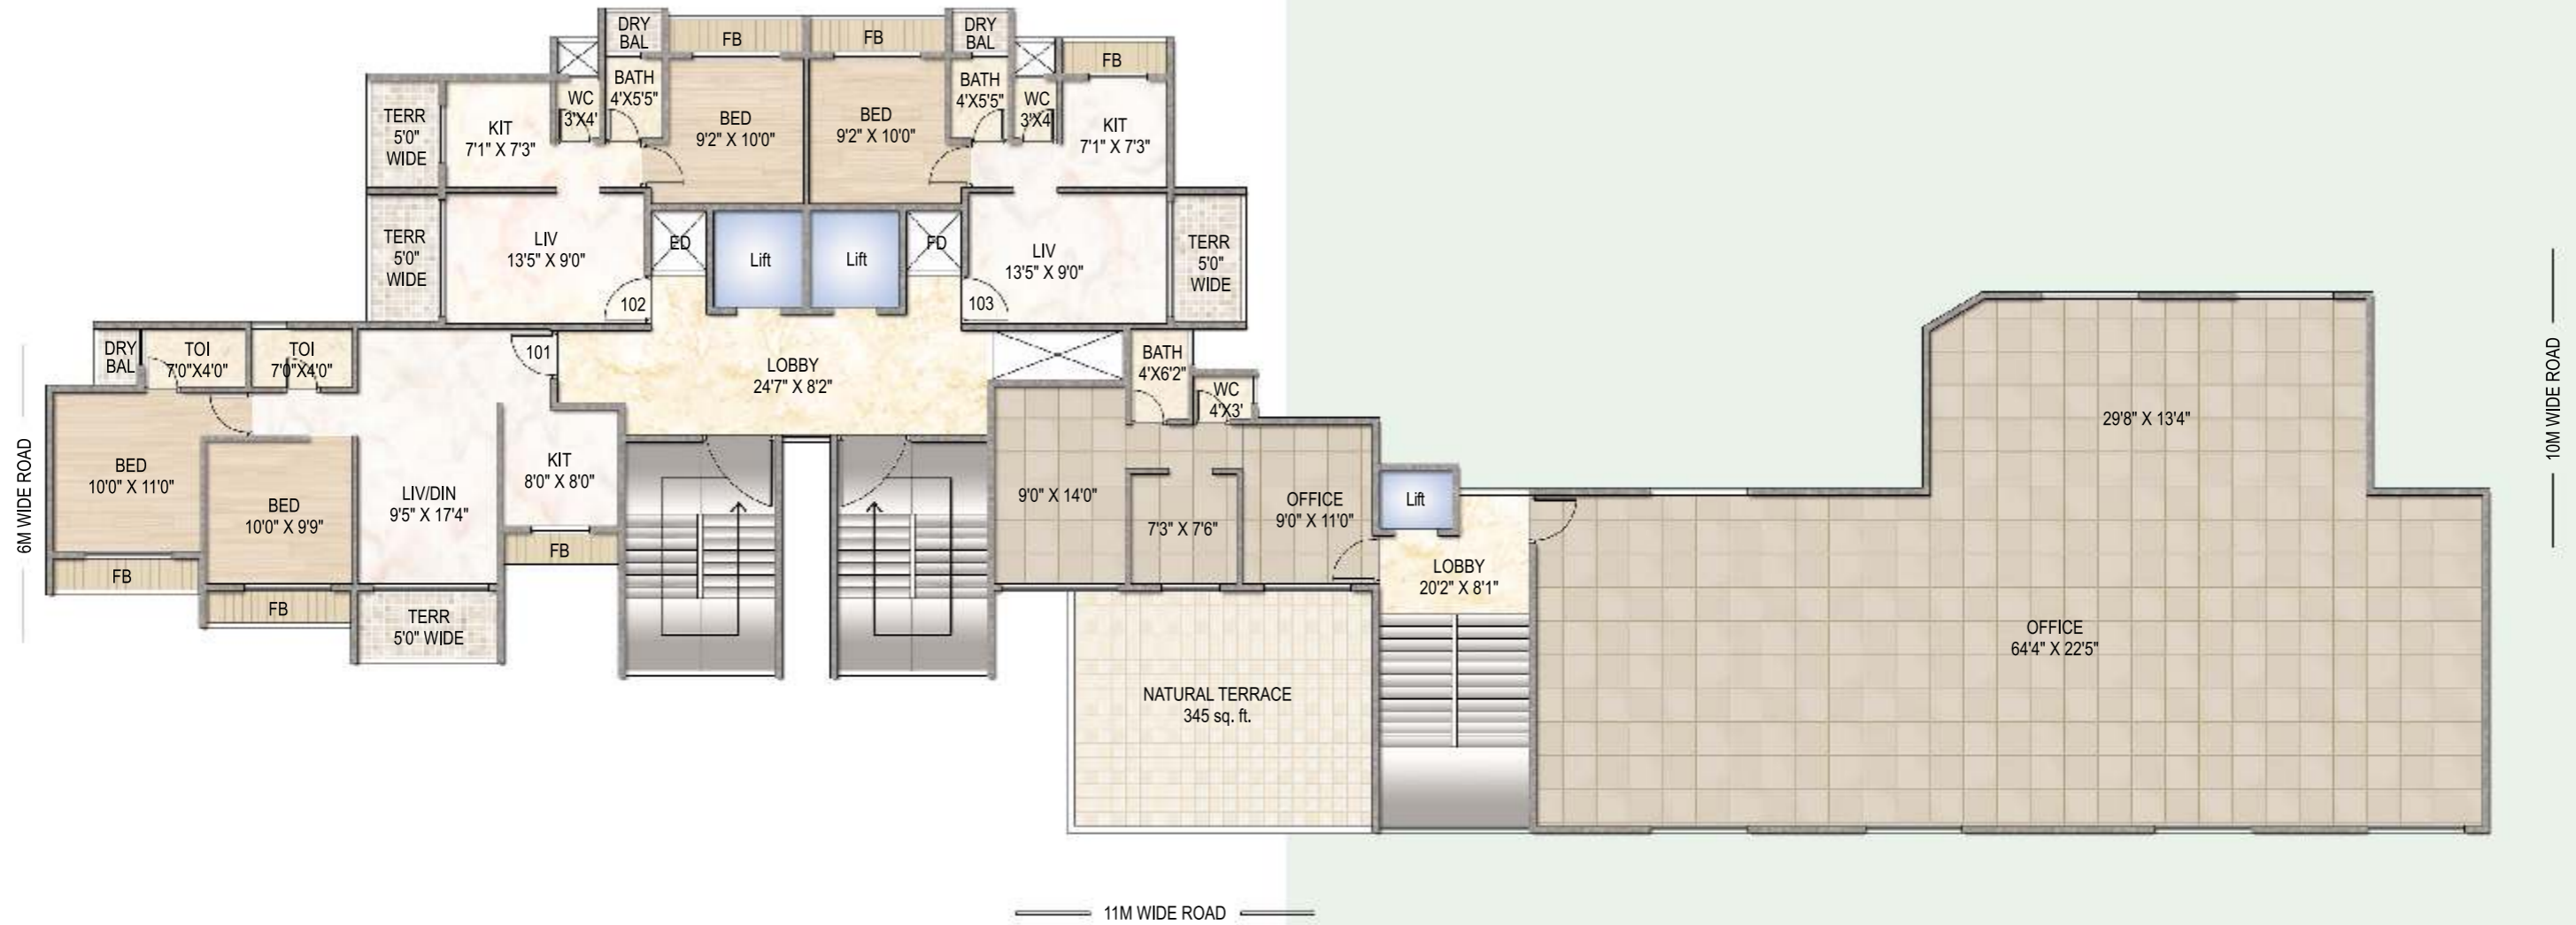 DRY
BAL
FB
FB
DRY
BAL
FB
BATH
4'X5'5"
WC
3'X4'
BED
9'2" X 10'0"
BED
9'2" X 10'0"
BATH
4'X5'5"
WC
3'X4'
TERR
5'0"
WIDE
KIT
7'1" X 7'3"
KIT
7'1" X 7'3"
TERR
5'0"
WIDE
LIV
13'5" X 9'0"
ED
Lift
Lift
FD
LIV
13'5" X 9'0"
TERR
5'0"
WIDE
102
103
DRY
BAL
TOI
7'0"X4'0"
TOI
7'0"X4'0"
101
LOBBY
24'7" X 8'2"
BATH
4'X6'2"
WC
4'X3'
6M WIDE ROAD
BED
10'0" X 11'0"
BED
10'0" X 9'9"
LIV/DIN
9'5" X 17'4"
KIT
8'0" X 8'0"
FB
FB
FB
TERR
5'0" WIDE
9'0" X 14'0"
7'3" X 7'6"
OFFICE
9'0" X 11'0"
Lift
LOBBY
20'2" X 8'1"
29'8" X 13'4"
OFFICE
64'4" X 22'5"
10M WIDE ROAD
NATURAL TERRACE
345 sq. ft.
11M WIDE ROAD